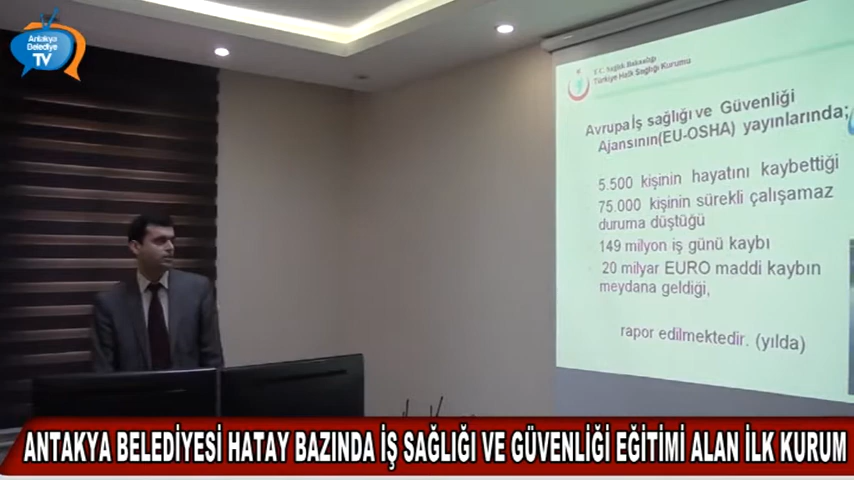 Antakya
Belediye
TV
T.C. Sağlık Bakanlığı
Türkiye Halk Sağlığı Kurumu
Avrupa İş sağlığı ve Güvenliği
Ajansının(EU-OSHA) yayınlarında;
5.500 kişinin hayatını kaybettiği
75.000 kişinin sürekli çalışamaz
duruma düştüğü
149 milyon iş günü kaybı
20 milyar EURO maddi kaybın
meydana geldiği,
rapor edilmektedir. (yılda)
ANTAKYA BELEDİYESİ HATAY BAZINDA İŞ SAĞLIĞI VE GÜVENLİĞİ EĞİTİMİ ALAN İLK KURUM